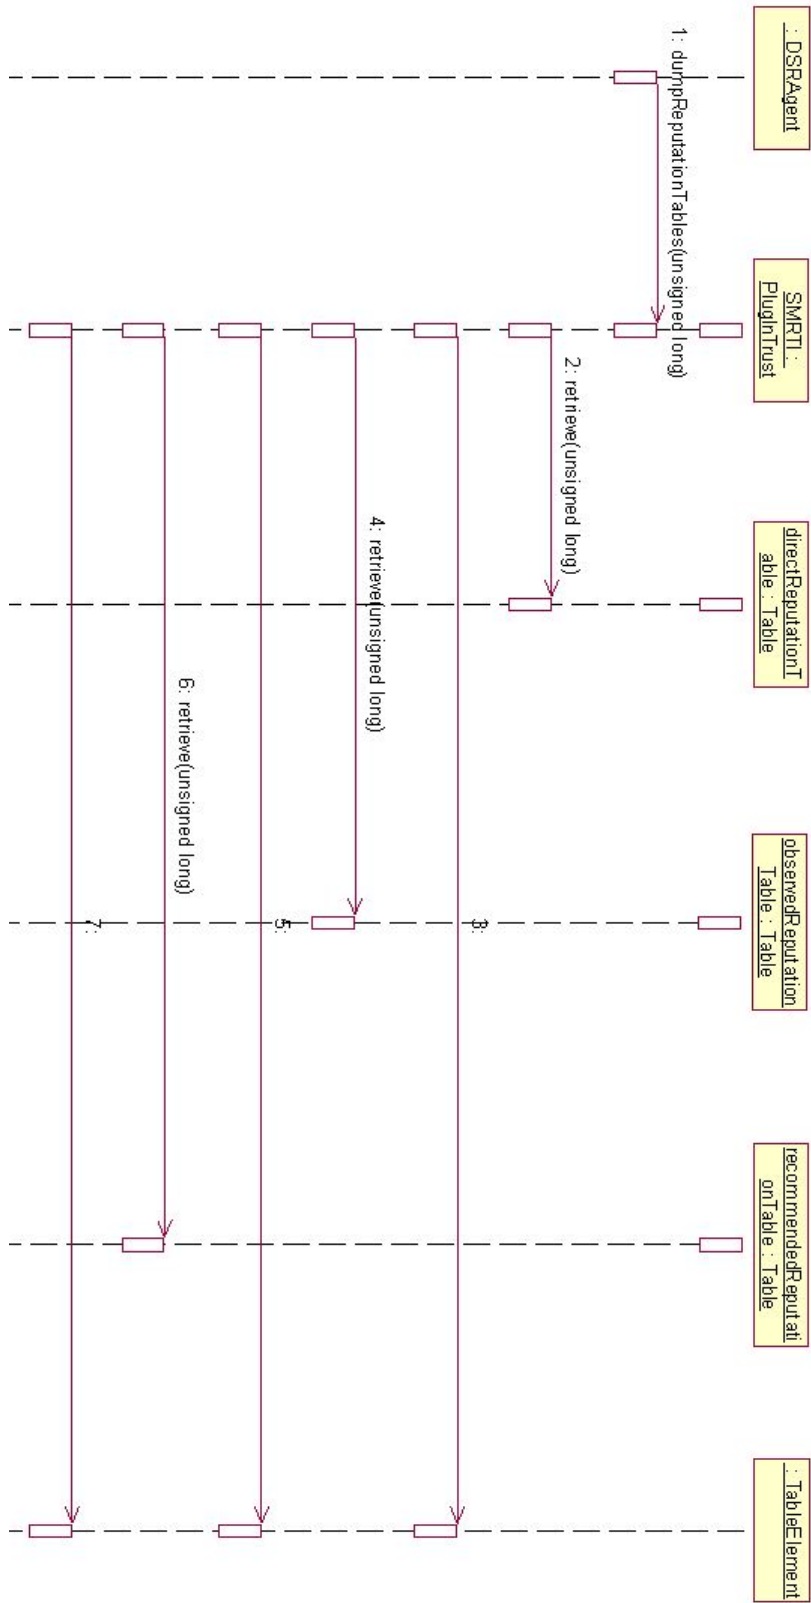 : DSRAgent
SMRTI :
PlugInTrust
directReputationT
able : Table
observedReputation
Table : Table
recommendedReputati
onTable : Table
: TableElement
1: dumpReputationTables(unsigned long)
2: retrieve(unsigned long)
3:
4: retrieve(unsigned long)
5:
6: retrieve(unsigned long)
7: